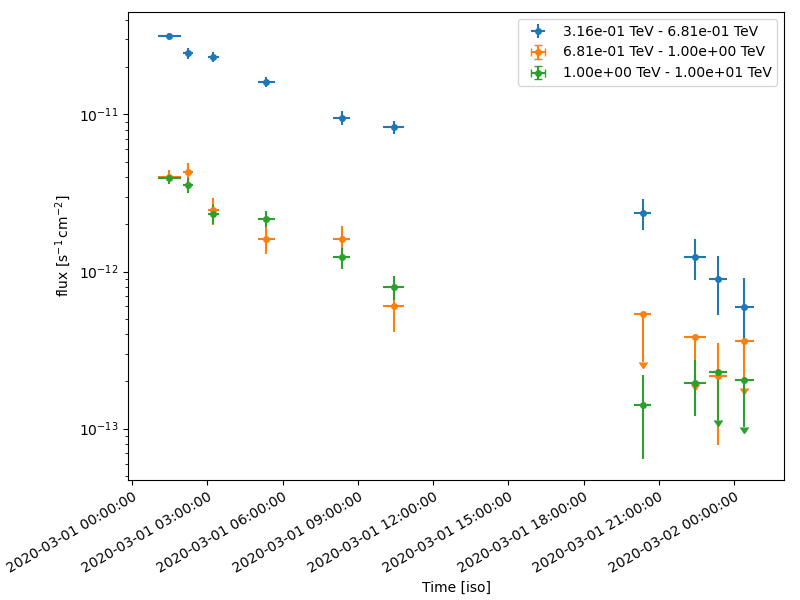 3.16e-01 TeV - 6.81e-01 TeV
6.81e-01 TeV - 1.00e+00 TeV
1.00e+00 TeV - 1.00e+01 TeV
10⁻¹¹
10⁻¹²
10⁻¹³
flux [s⁻¹ cm⁻²]
2020-03-01 00:00:00
2020-03-01 03:00:00
2020-03-01 06:00:00
2020-03-01 09:00:00
2020-03-01 12:00:00
2020-03-01 15:00:00
2020-03-01 18:00:00
2020-03-01 21:00:00
2020-03-02 00:00:00
Time [iso]